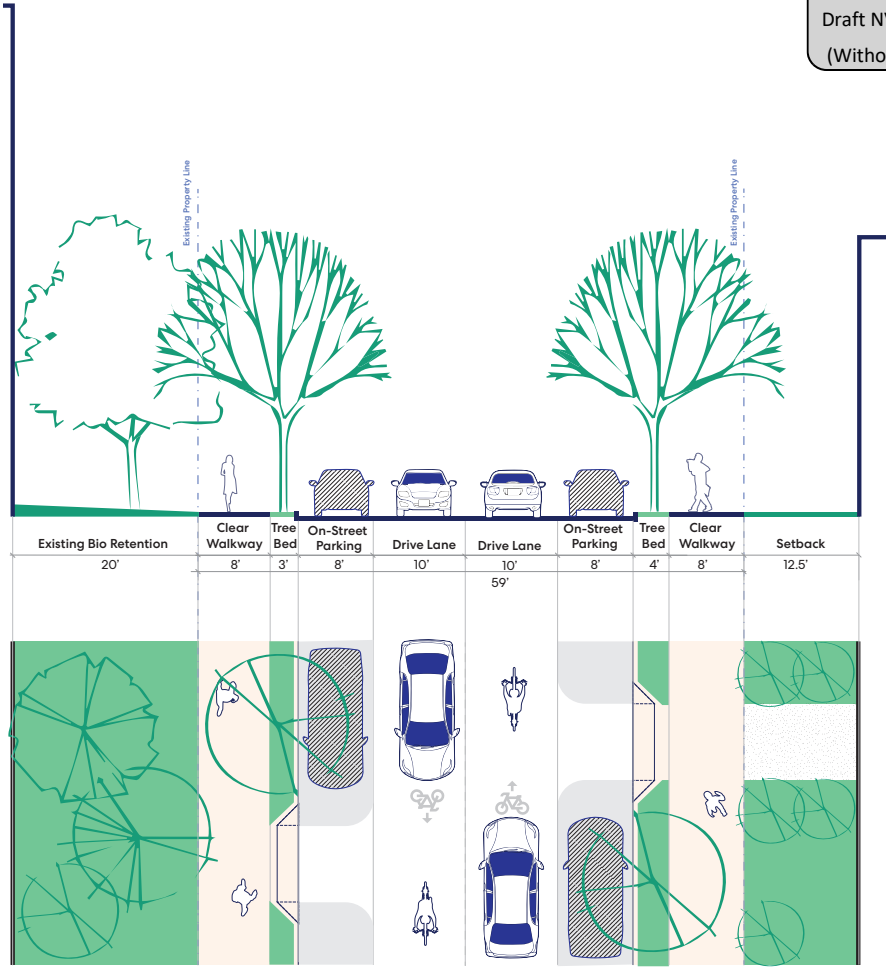 Draft
(Witho
Existing Property Line
Existing Property Line
Existing Bio Retention
Clear
Walkway
Tree
Bed
On-Street
Parking
Drive Lane
Drive Lane
On-Street
Parking
Tree
Bed
Clear
Walkway
Setback
20’
8’
3’
8’
10’
10’
8’
4’
8’
12.5’
59’